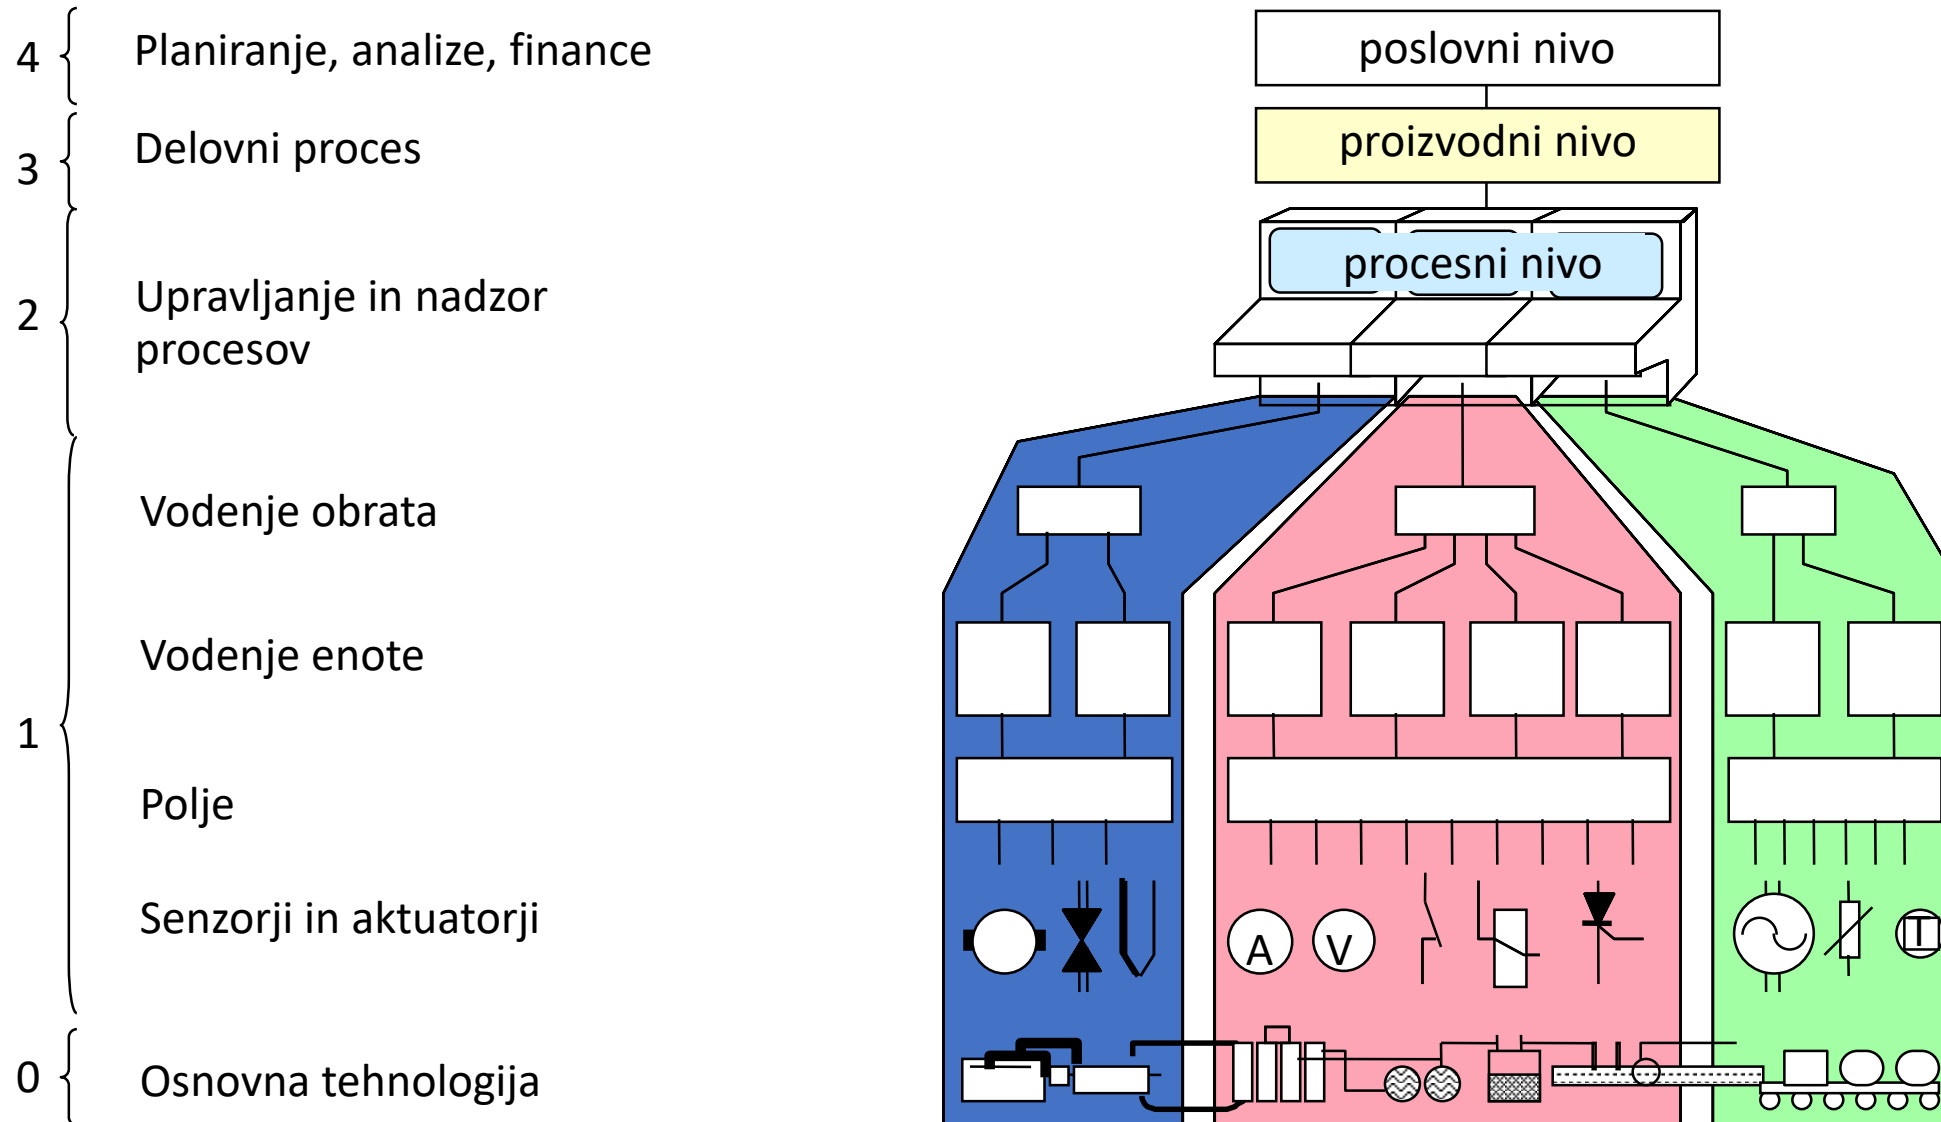 4
Planiranje, analize, finance
poslovni nivo
3
Delovni proces
proizvodni nivo
2
Upravljanje in nadzor
procesov
procesni nivo
1
Vodenje obrata
Vodenje enote
Polje
Senzorji in aktuatorji
A
V
T
0
Osnovna tehnologija